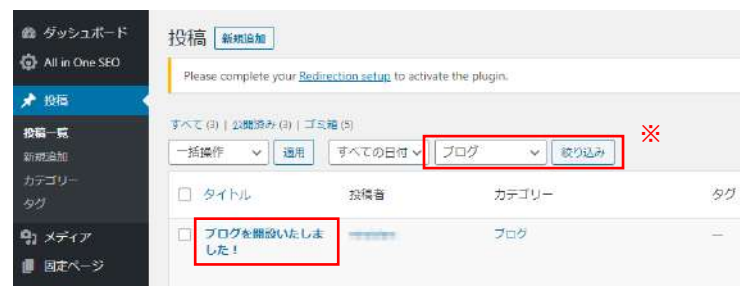 ダッシュボード
All in One SEO
投稿
投稿一覧
新規追加
カテゴリー
タグ
メディア
固定ページ
投稿 新規追加
Please complete your Redirection setup to activate the plugin.
すべて (3) | 公開済み (3) | ゴミ箱 (5)
一括操作 適用 すべての日付 ブログ 絞り込み ※
タイトル 投稿者 カテゴリー タグ
ブログを開設いたしま ブログ —
した！